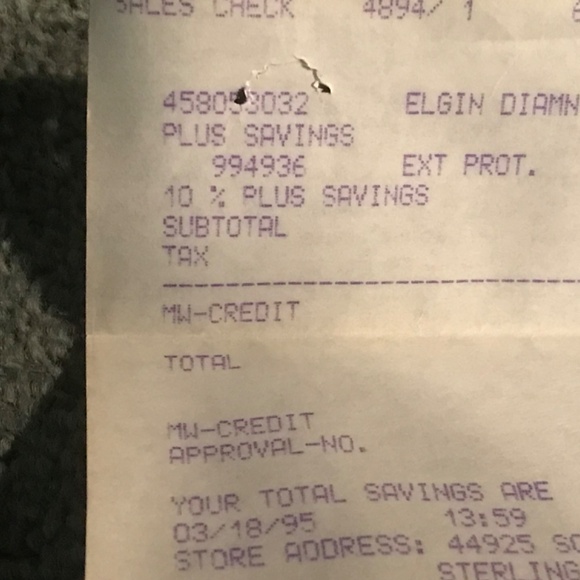 SALES CHECK 4894/ 1
458053032 ELGIN DIAMN
PLUS SAVINGS
994936 EXT PROT.
10 % PLUS SAVINGS
SUBTOTAL
TAX
--------------------------------
MW-CREDIT
TOTAL
MW-CREDIT
APPROVAL-NO.
YOUR TOTAL SAVINGS ARE
03/18/95 13:59
STORE ADDRESS: 44925
STERLING